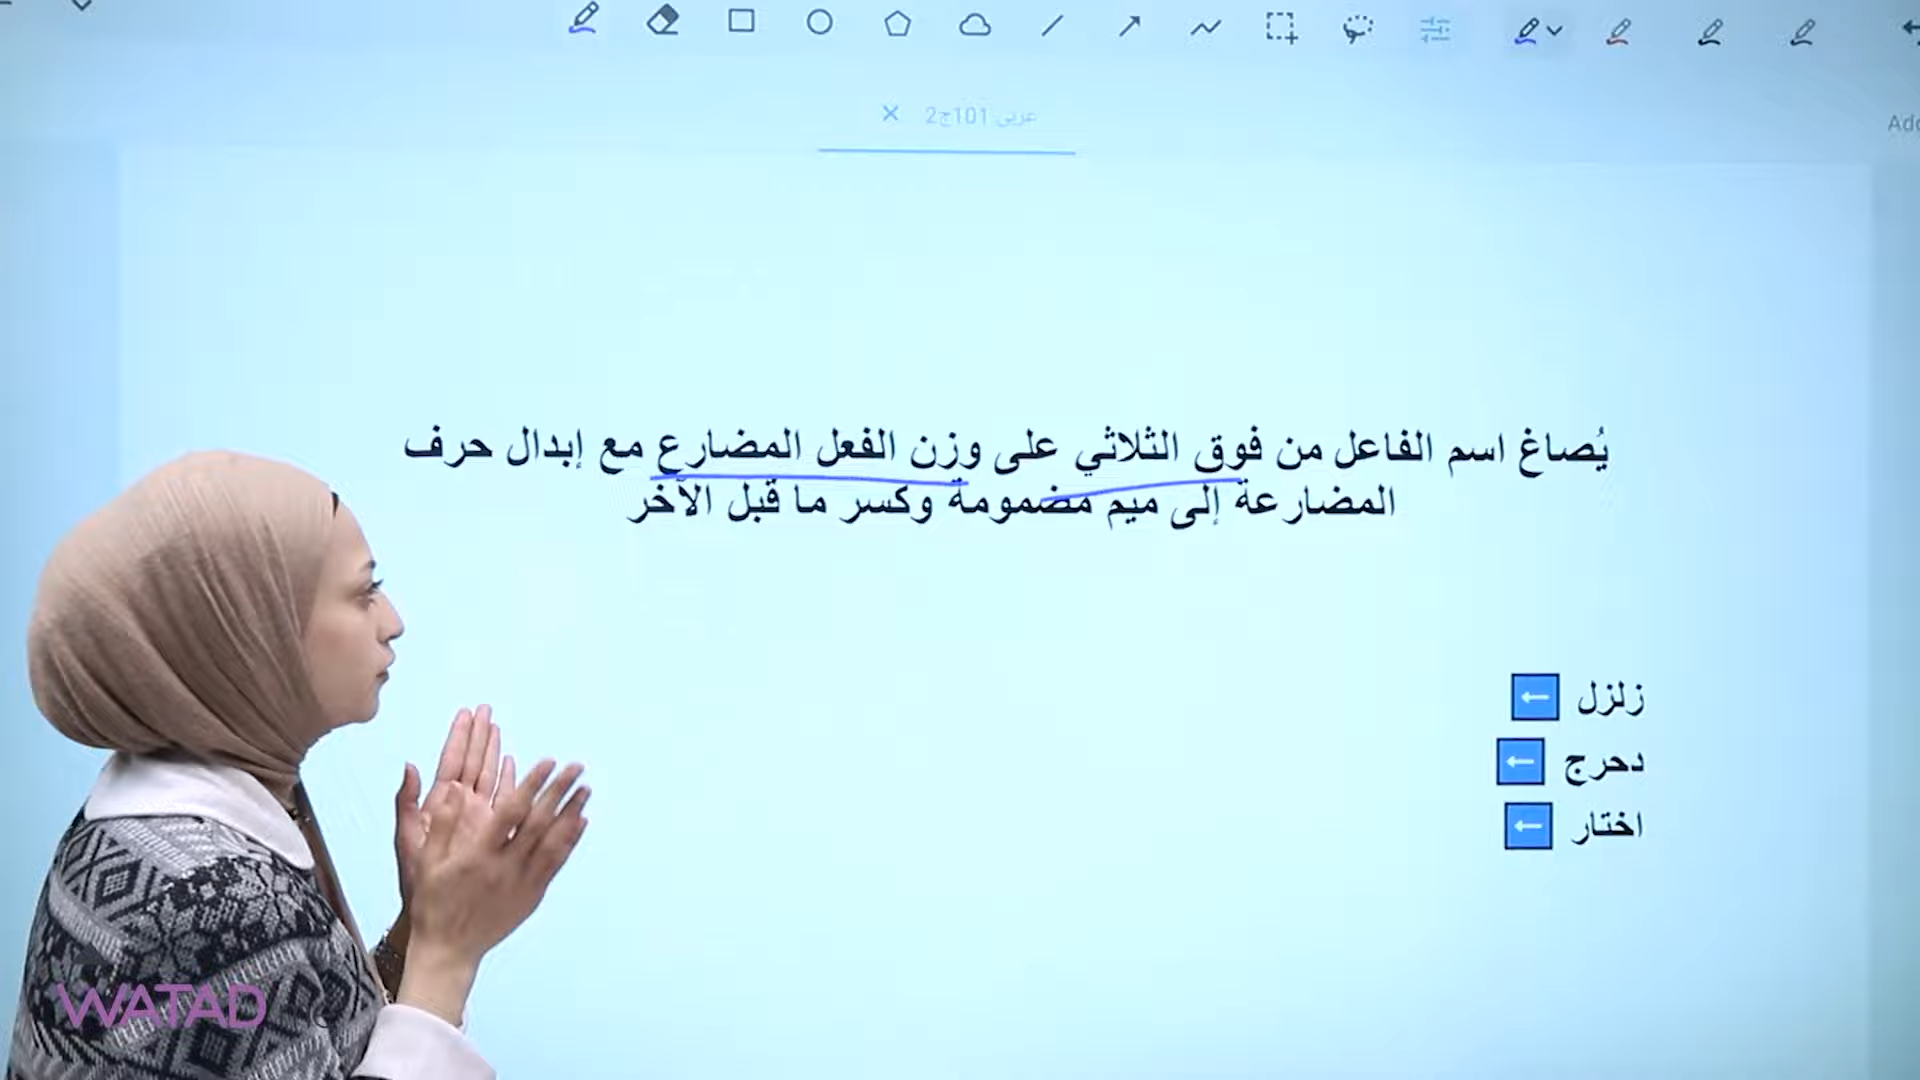 عربي 101ج2
Add
يُصاغ اسم الفاعل من فوق الثلاثي على وزن الفعل المضارع مع إبدال حرف
المضارعة إلى ميم مضمومة وكسر ما قبل الآخر
زلزل ←
دحرج ←
اختار ←
WATAD